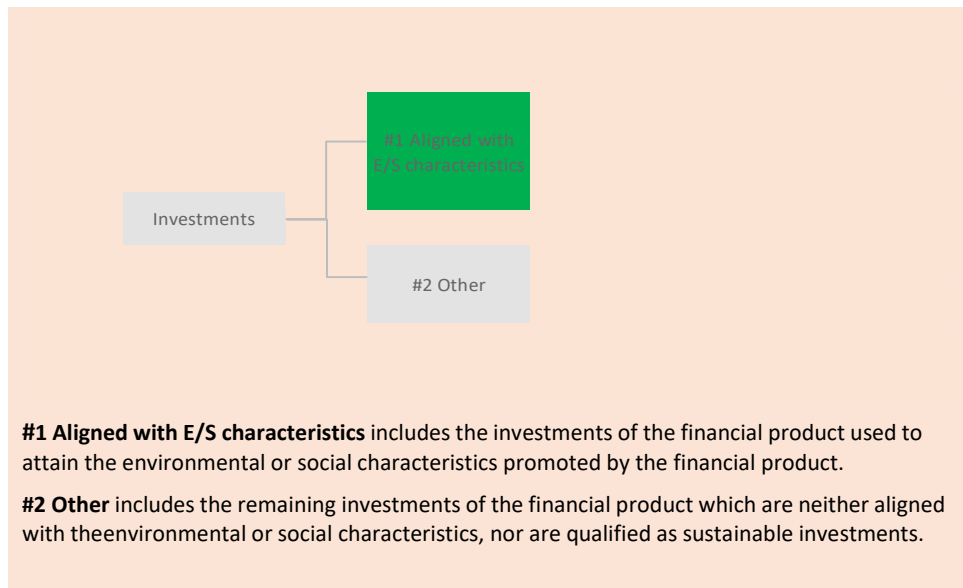 #1 Aligned with
E/S characteristics
Investments
#2 Other
#1 Aligned with E/S characteristics includes the investments of the financial product used to
attain the environmental or social characteristics promoted by the financial product.
#2 Other includes the remaining investments of the financial product which are neither aligned
with theenvironmental or social characteristics, nor are qualified as sustainable investments.